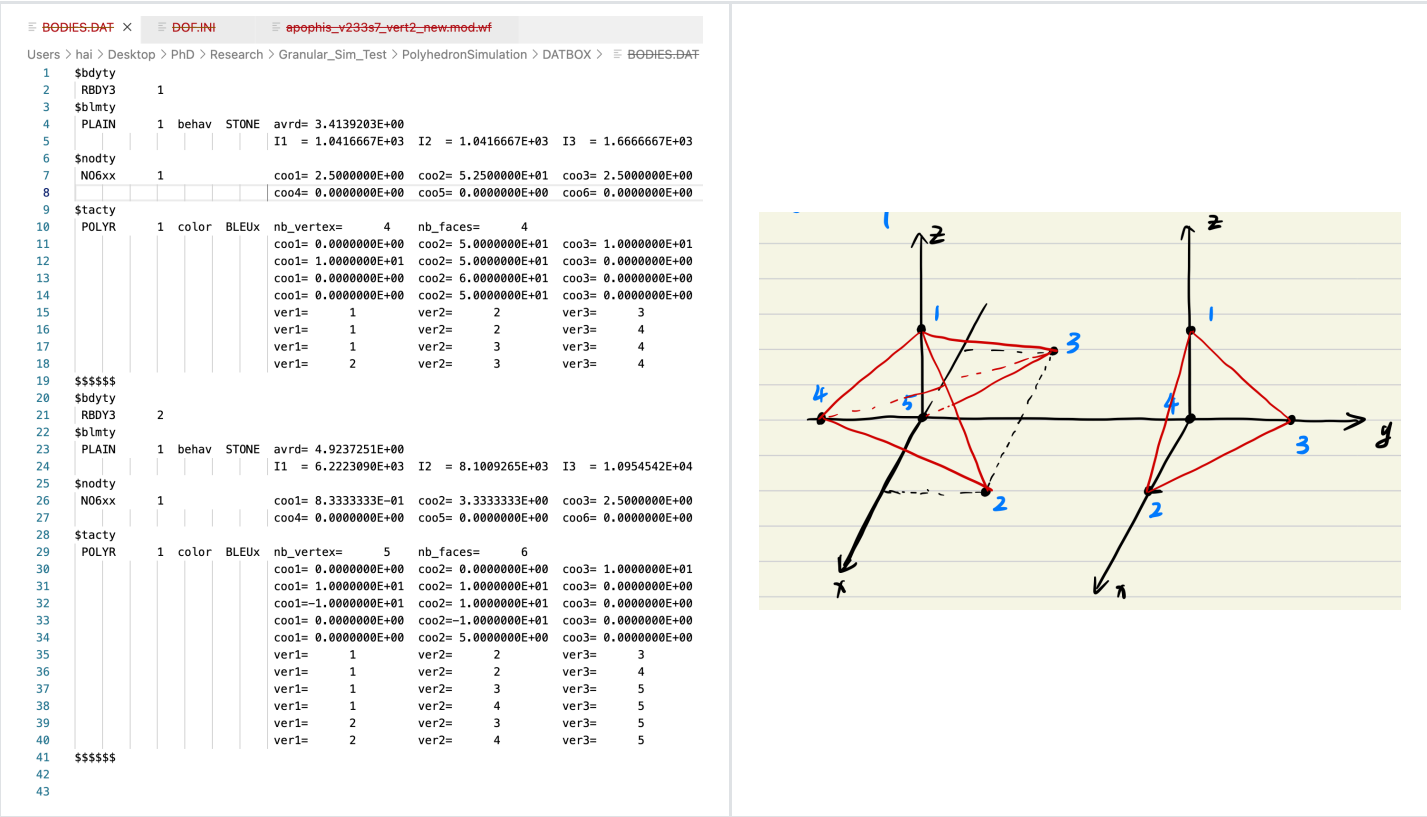 BODIES.DAT × DOF.INI apophis_v233s7_vert2_new.mod.wf
Users > hai > Desktop > PhD > Research > Granular_Sim_Test > PolyhedronSimulation > DATBOX > BODIES.DAT
1 $bdyty
2 RBDY3 1
3 $blmty
4 PLAIN 1 behav STONE avrd= 3.4139203E+00
5 I1 = 1.0416667E+03 I2 = 1.0416667E+03 I3 = 1.6666667E+03
6 $nodty
7 NO6xx 1 coo1= 2.5000000E+00 coo2= 5.2500000E+01 coo3= 2.5000000E+00
8 coo4= 0.0000000E+00 coo5= 0.0000000E+00 coo6= 0.0000000E+00
9 $tacty
10 POLYR 1 color BLEUx nb_vertex= 4 nb_faces= 4
11 coo1= 0.0000000E+00 coo2= 5.0000000E+01 coo3= 1.0000000E+01
12 coo1= 1.0000000E+01 coo2= 5.0000000E+01 coo3= 0.0000000E+00
13 coo1= 0.0000000E+00 coo2= 6.0000000E+01 coo3= 0.0000000E+00
14 coo1= 0.0000000E+00 coo2= 5.0000000E+01 coo3= 0.0000000E+00
15 ver1= 1 ver2= 2 ver3= 3
16 ver1= 1 ver2= 2 ver3= 4
17 ver1= 1 ver2= 3 ver3= 4
18 ver1= 2 ver2= 3 ver3= 4
19 $$$$$$
20 $bdyty
21 RBDY3 2
22 $blmty
23 PLAIN 1 behav STONE avrd= 4.9237251E+00
24 I1 = 6.2223090E+03 I2 = 8.1009265E+03 I3 = 1.0954542E+04
25 $nodty
26 NO6xx 1 coo1= 8.3333333E-01 coo2= 3.3333333E+00 coo3= 2.5000000E+00
27 coo4= 0.0000000E+00 coo5= 0.0000000E+00 coo6= 0.0000000E+00
28 $tacty
29 POLYR 1 color BLEUx nb_vertex= 5 nb_faces= 6
30 coo1= 0.0000000E+00 coo2= 0.0000000E+00 coo3= 1.0000000E+01
31 coo1= 1.0000000E+01 coo2= 1.0000000E+01 coo3= 0.0000000E+00
32 coo1=-1.0000000E+01 coo2= 1.0000000E+01 coo3= 0.0000000E+00
33 coo1= 0.0000000E+00 coo2=-1.0000000E+01 coo3= 0.0000000E+00
34 coo1= 0.0000000E+00 coo2= 5.0000000E+00 coo3= 0.0000000E+00
35 ver1= 1 ver2= 2 ver3= 3
36 ver1= 1 ver2= 2 ver3= 4
37 ver1= 1 ver2= 3 ver3= 5
38 ver1= 1 ver2= 4 ver3= 5
39 ver1= 2 ver2= 3 ver3= 5
40 ver1= 2 ver2= 4 ver3= 5
41 $$$$$$
42
43
z z
1 1
3
4 5 4
y
3
2 2
x x